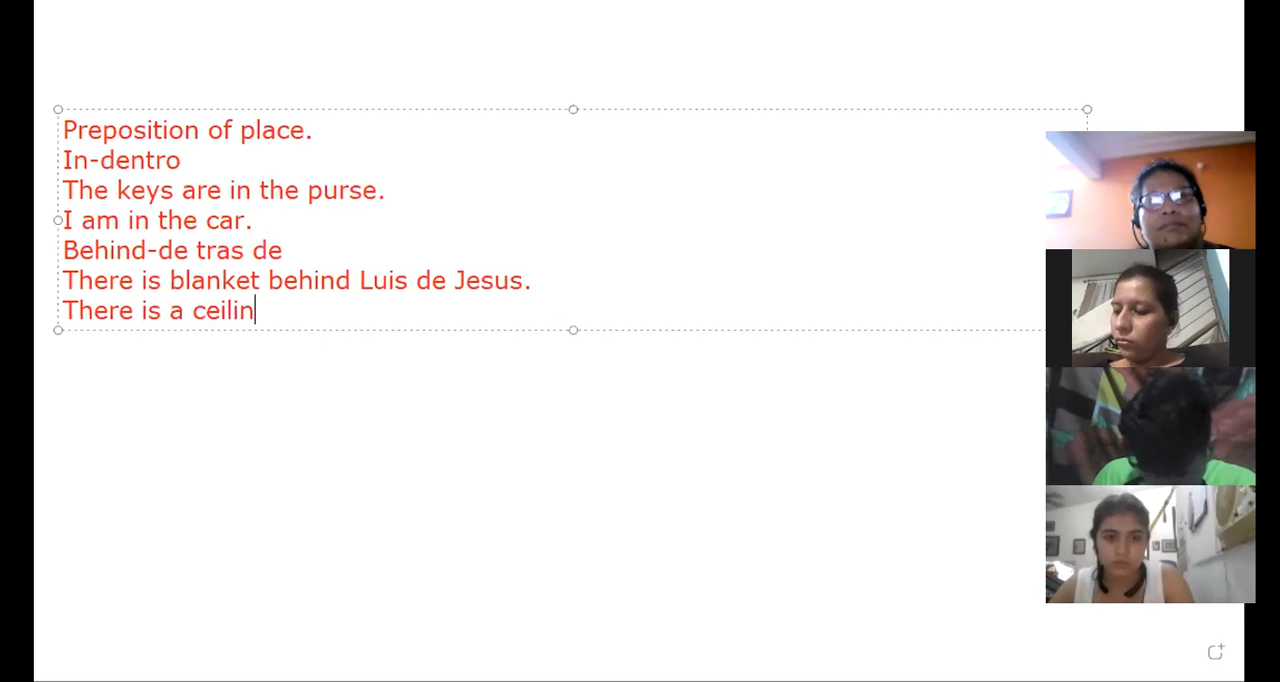 Preposition of place.
In-dentro
The keys are in the purse.
I am in the car.
Behind-de tras de
There is blanket behind Luis de Jesus.
There is a ceilin